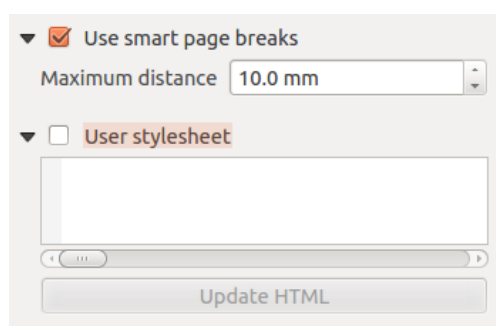 Use smart page breaks
Maximum distance 10.0 mm
User stylesheet
Update HTML